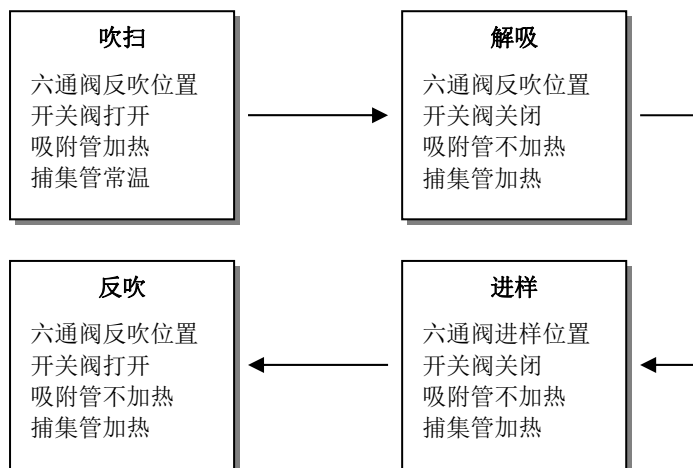 吹扫
六通阀反吹位置
开关阀打开
吸附管加热
捕集管常温
解吸
六通阀反吹位置
开关阀关闭
吸附管不加热
捕集管加热
反吹
六通阀反吹位置
开关阀打开
吸附管不加热
捕集管加热
进样
六通阀进样位置
开关阀关闭
吸附管不加热
捕集管加热